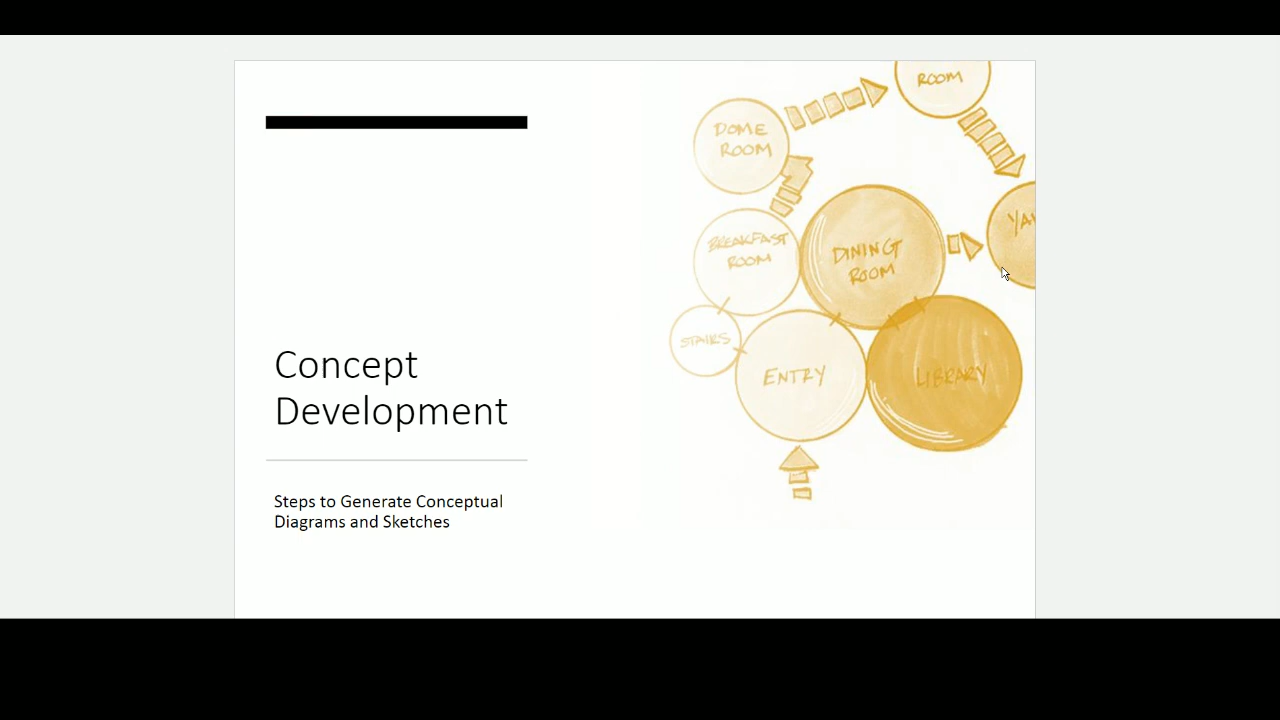 Concept
Development
Steps to Generate Conceptual
Diagrams and Sketches
ROOM
DOME
ROOM
BREAKFAST
ROOM
DINING
ROOM
STAIRS
ENTRY
LIBRARY